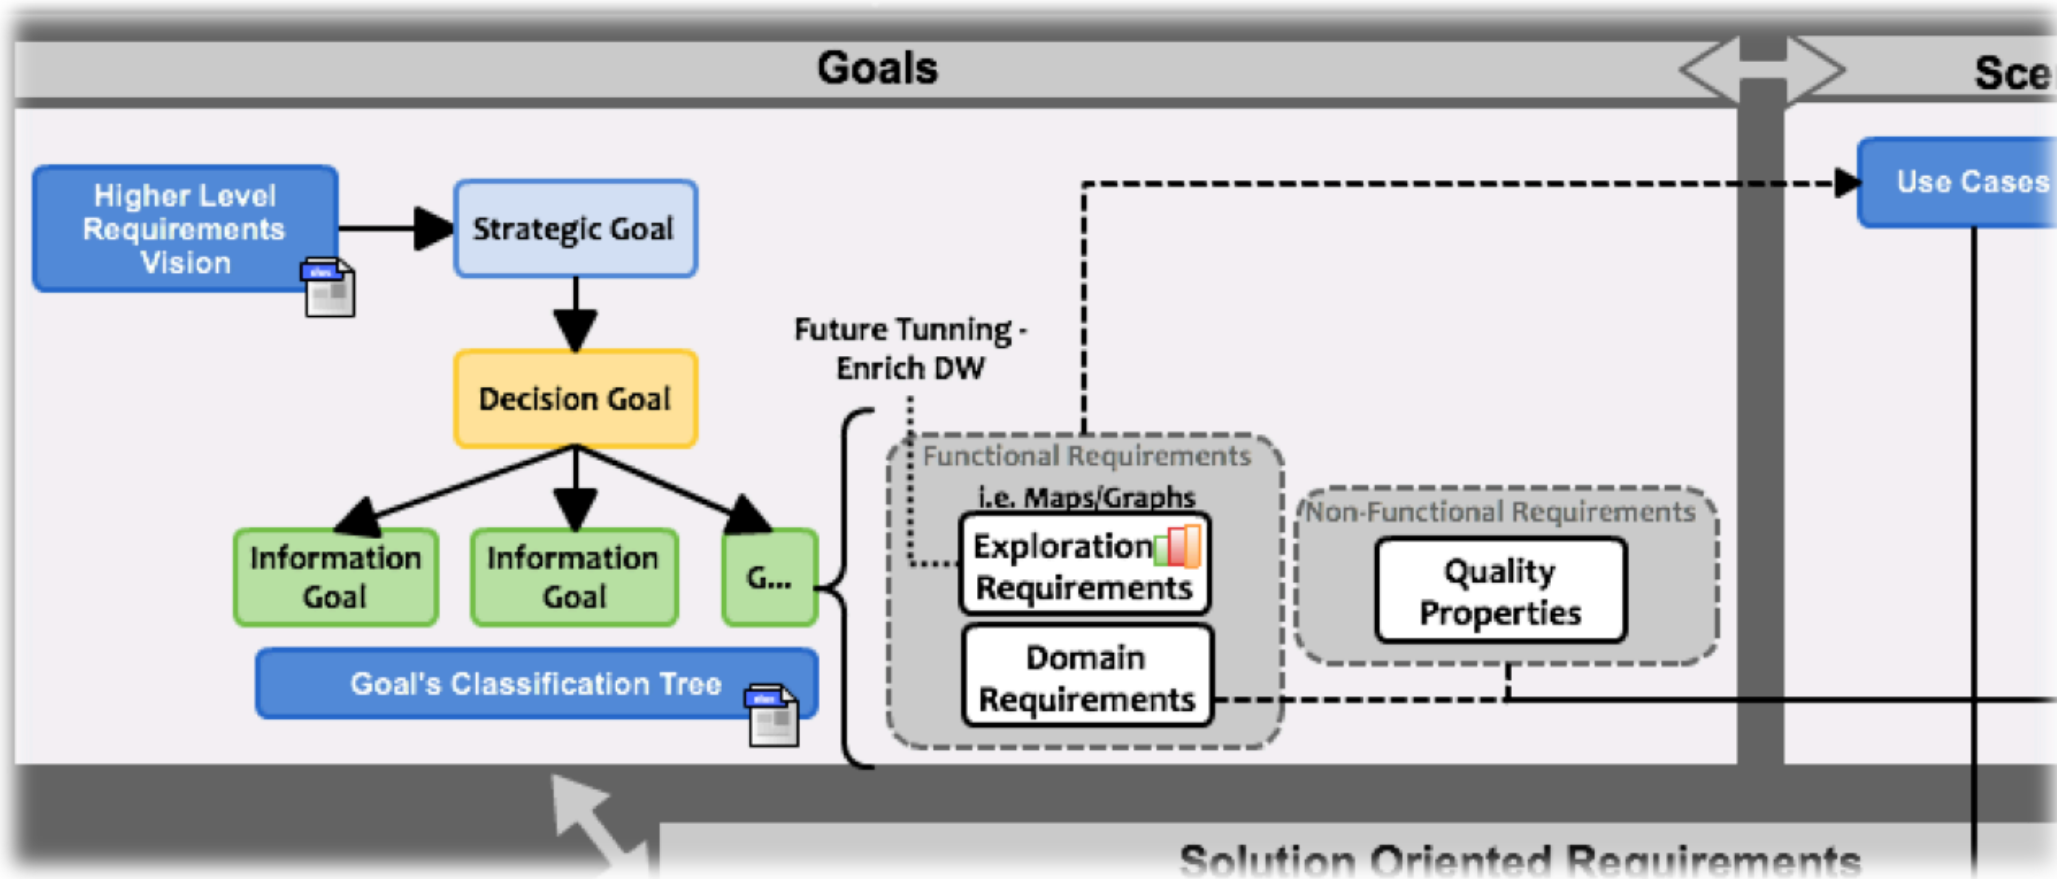 Goals
Sce
Higher Level
Requirements
Vision
Strategic Goal
Use Cases
Future Tunning -
Enrich DW
Decision Goal
Functional Requirements
i.e. Maps/Graphs
Exploration
Requirements
Non-Functional Requirements
Quality
Properties
Information
Goal
Information
Goal
G...
Domain
Requirements
Goal's Classification Tree
Solution Oriented Requirements